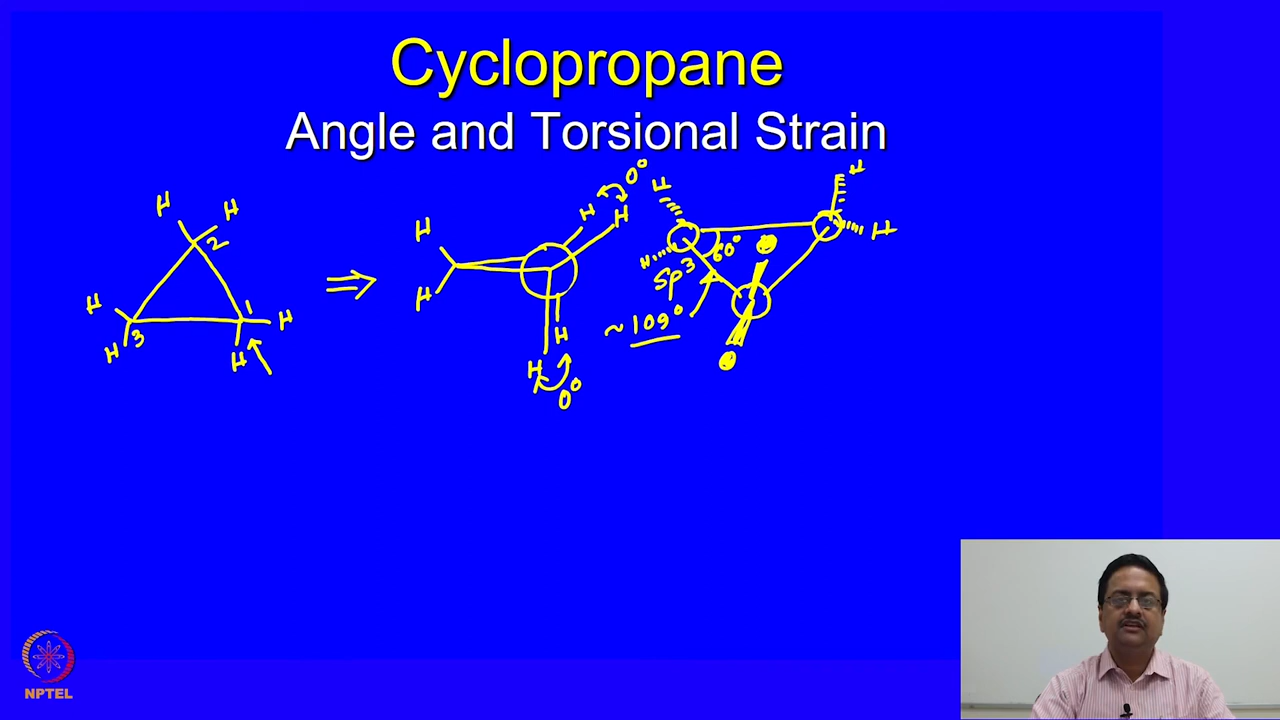 Cyclopropane
Angle and Torsional Strain
H H
2
H
H 3
1 H
H
H
H
H H 0°
H
H
0°
H
H
60°
sp³
~109°
H
H
NPTEL